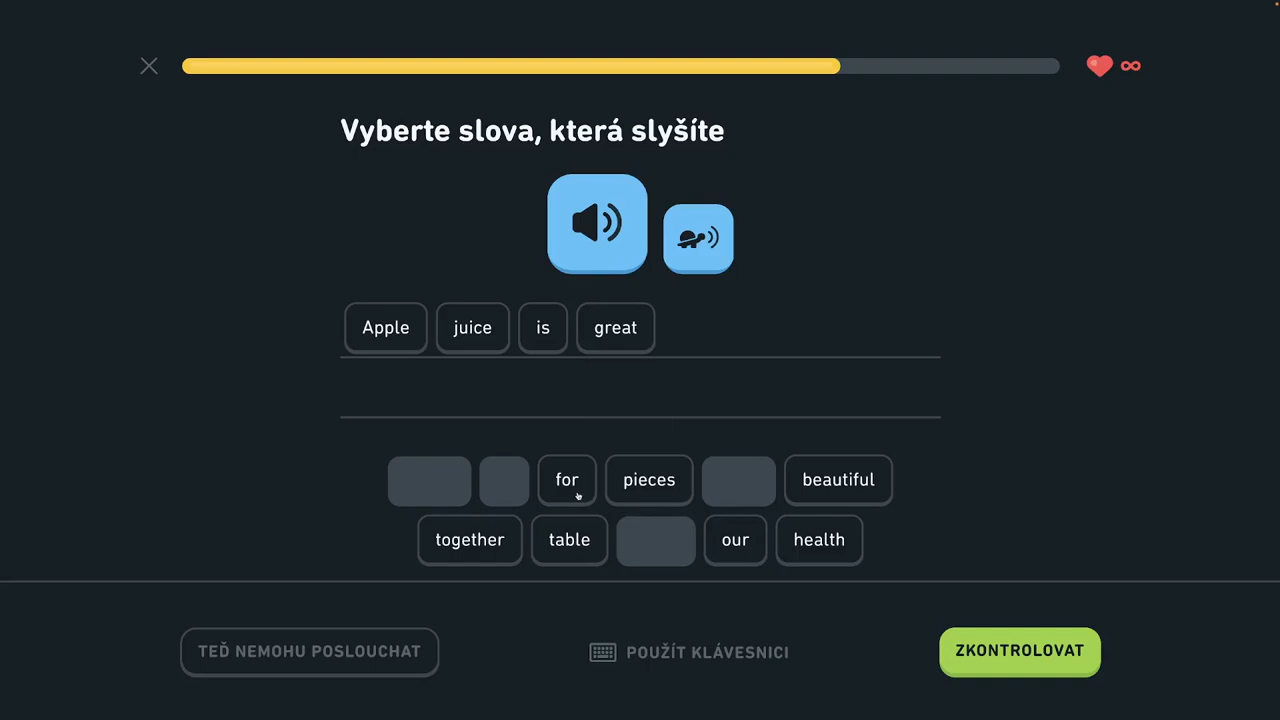 Vyberte slova, která slyšíte
Apple juice is great
for pieces beautiful
together table our health
TEĎ NEMOHU POSLOUCHAT POUŽÍT KLÁVESNICI ZKONTROLOVAT